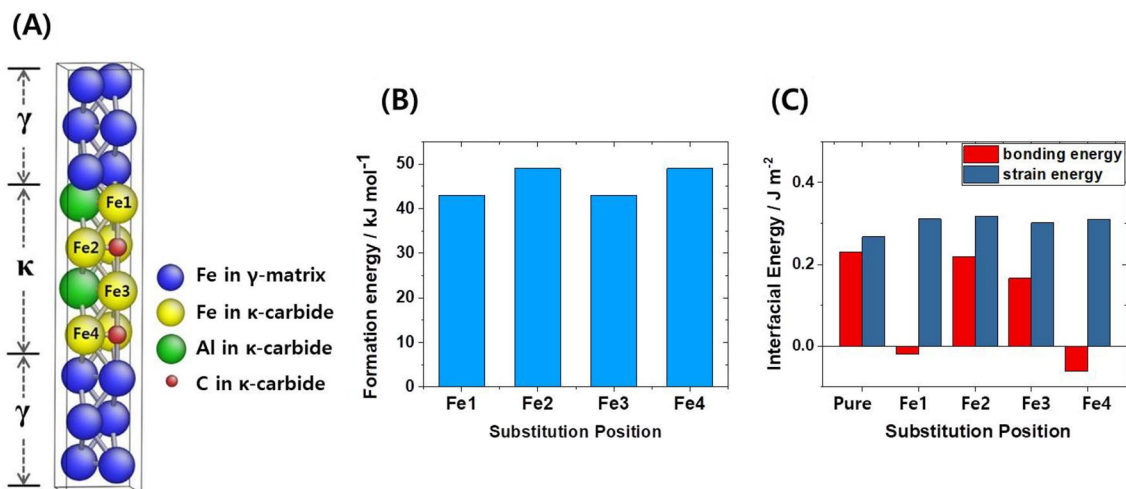 (A)
γ
κ
γ
Fe1
Fe2
Fe3
Fe4
Fe in γ-matrix
Fe in κ-carbide
Al in κ-carbide
C in κ-carbide
(B)
Formation energy / kJ mol⁻¹
50
40
30
20
10
0
Fe1 Fe2 Fe3 Fe4
Substitution Position
(C)
bonding energy
strain energy
Interfacial Energy / J m⁻²
0.4
0.2
0.0
Pure Fe1 Fe2 Fe3 Fe4
Substitution Position